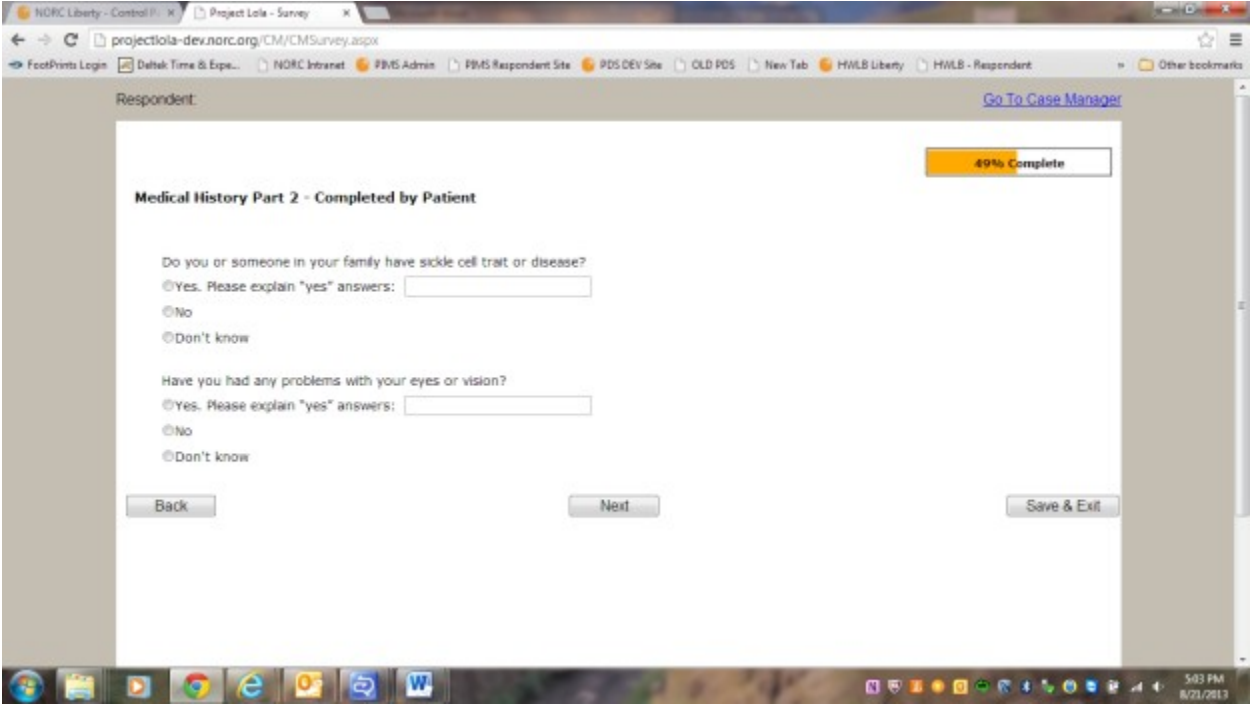 NORC Liberty - Control P
Project Lola - Survey
projectlola-dev.norc.org/CM/CMSurvey.aspx
FootPrints Login
Deltek Time & Expe...
NORC Intranet
PIMS Admin
PIMS Respondent Site
PDS DEV Site
OLD PDS
New Tab
HWLB Liberty
HWLB - Respondent
Other bookmarks
Respondent:
Go To Case Manager
49% Complete
Medical History Part 2 - Completed by Patient
Do you or someone in your family have sickle cell trait or disease?
Yes. Please explain "yes" answers:
No
Don't know
Have you had any problems with your eyes or vision?
Yes. Please explain "yes" answers:
No
Don't know
Back
Next
Save & Exit
5:03 PM
8/21/2013